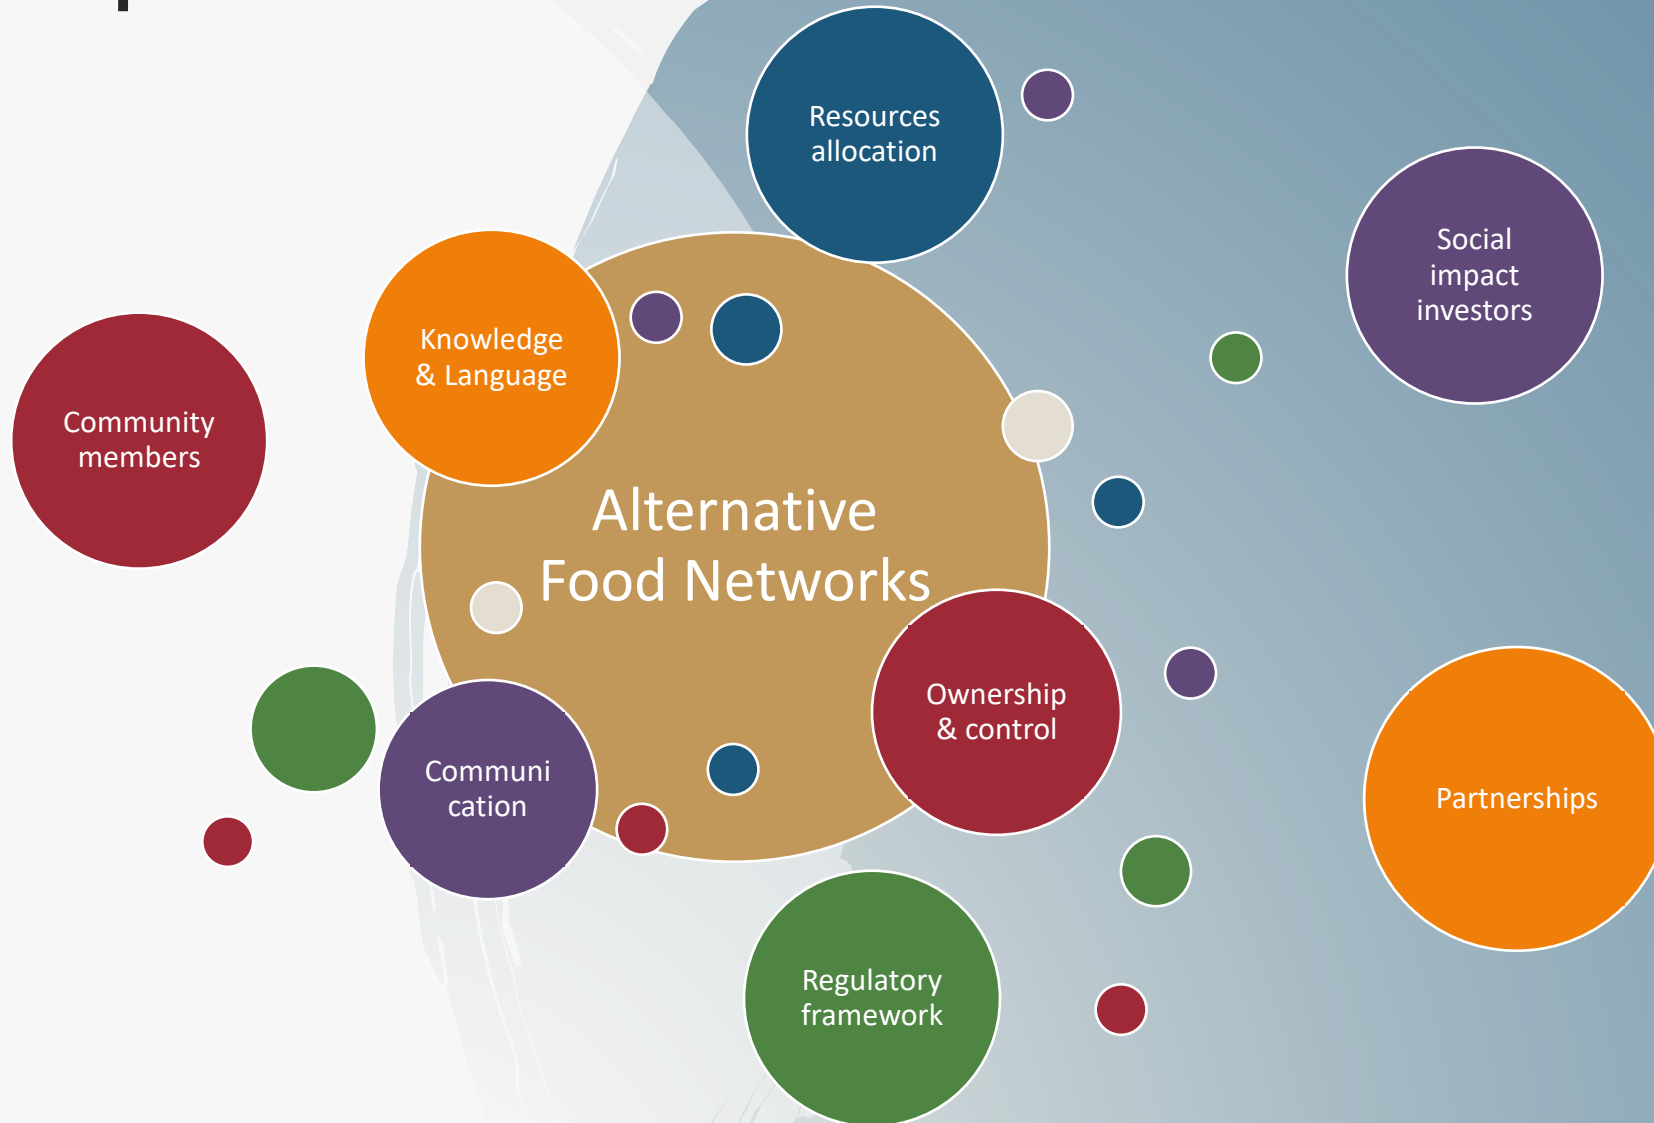 Resources
allocation
Social
impact
investors
Knowledge
& Language
Community
members
Alternative
Food Networks
Ownership
& control
Communi
cation
Partnerships
Regulatory
framework